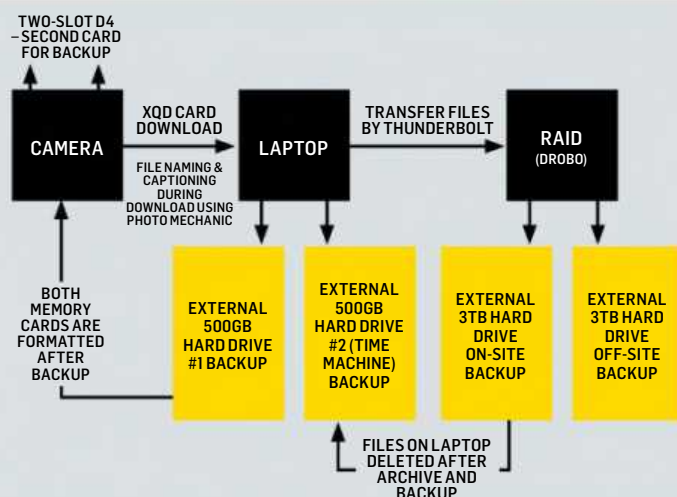 TWO-SLOT D4
– SECOND CARD
FOR BACKUP
CAMERA
XQD CARD
DOWNLOAD
FILE NAMING &
CAPTIONING
DURING
DOWNLOAD USING
PHOTO MECHANIC
LAPTOP
TRANSFER FILES
BY THUNDERBOLT
RAID
(DROBO)
BOTH
MEMORY
CARDS ARE
FORMATTED
AFTER
BACKUP
EXTERNAL
500GB
HARD DRIVE
#1 BACKUP
EXTERNAL
500GB
HARD DRIVE
#2 (TIME
MACHINE)
BACKUP
EXTERNAL
3TB HARD
DRIVE
ON-SITE
BACKUP
EXTERNAL
3TB HARD
DRIVE
OFF-SITE
BACKUP
FILES ON LAPTOP
DELETED AFTER
ARCHIVE AND
BACKUP